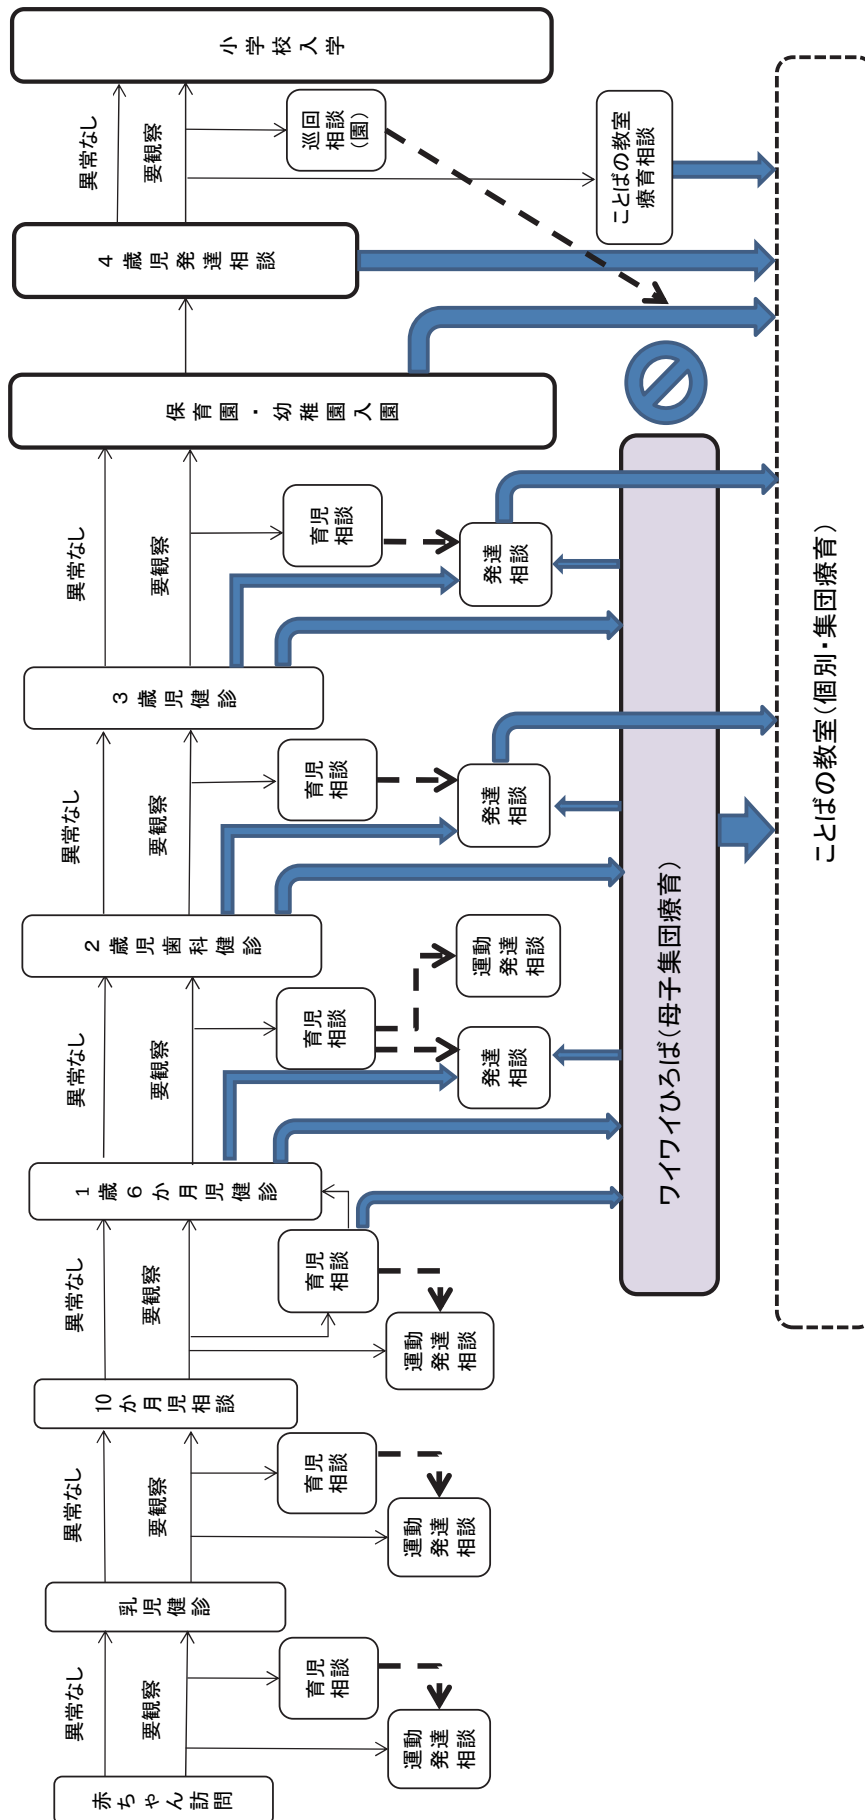 赤ちゃん訪問
異常なし
要観察
育児
相談
運動
発達
相談
乳児健診
異常なし
要観察
育児
相談
運動
発達
相談
10か月児相談
異常なし
要観察
育児
相談
運動
発達
相談
1歳6か月児健診
異常なし
要観察
育児
相談
発達
相談
運動
発達
相談
2歳児歯科健診
異常なし
要観察
育児
相談
発達
相談
3歳児健診
異常なし
要観察
育児
相談
発達
相談
保育園・幼稚園入園
4歳児発達相談
異常なし
要観察
巡回
相談
(園)
ことばの教室
療育相談
小学校入学
ワイワイひろば(母子集団療育)
ことばの教室(個別・集団療育)